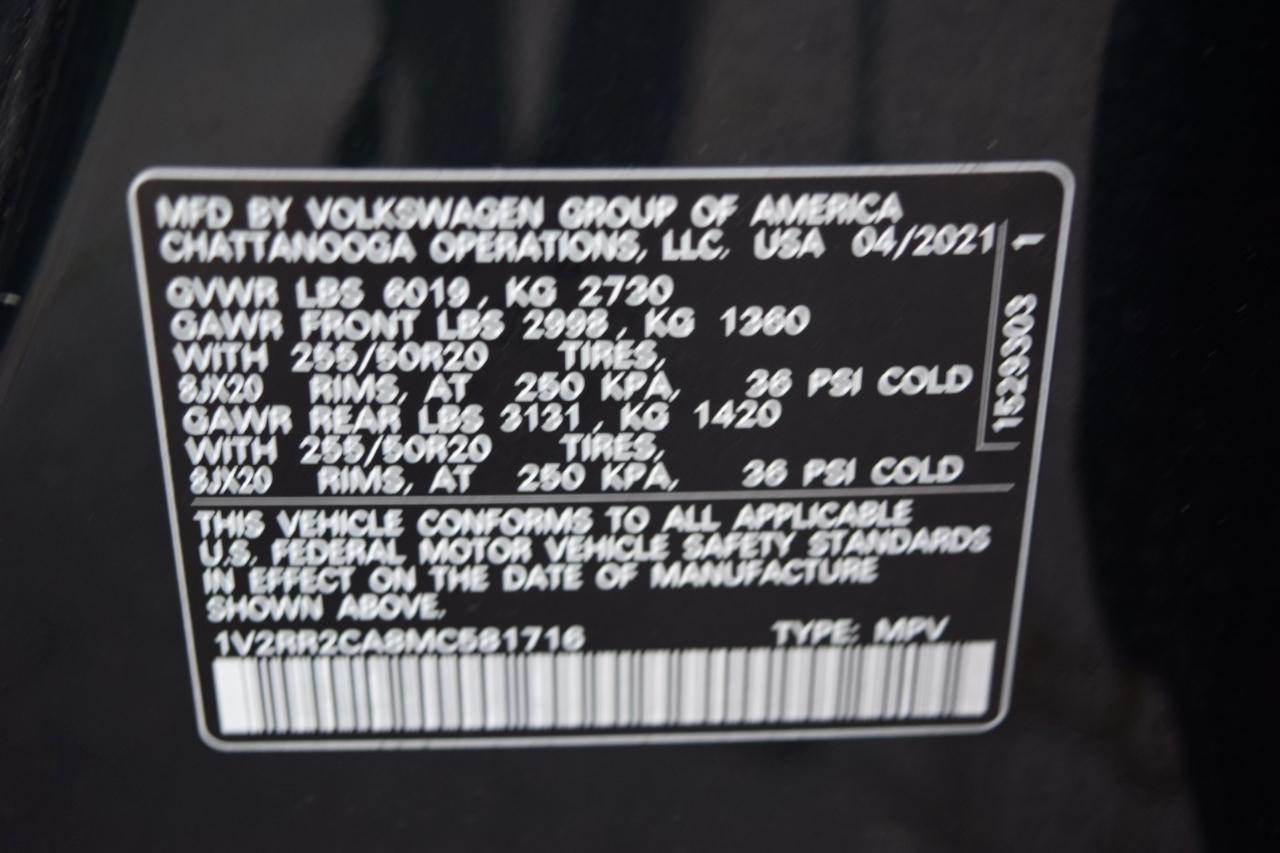 MFD BY VOLKSWAGEN GROUP OF AMERICA
CHATTANOOGA OPERATIONS, LLC, USA 04/2021
GVWR LBS 6019, KG 2730
GAWR FRONT LBS 2998, KG 1360
WITH 255/50R20 TIRES,
8JX20 RIMS, AT 250 KPA, 36 PSI COLD
GAWR REAR LBS 3131, KG 1420
WITH 255/50R20 TIRES,
8JX20 RIMS, AT 250 KPA, 36 PSI COLD
THIS VEHICLE CONFORMS TO ALL APPLICABLE
U.S. FEDERAL MOTOR VEHICLE SAFETY STANDARDS
IN EFFECT ON THE DATE OF MANUFACTURE
SHOWN ABOVE.
1V2RR2CA8MC581716 TYPE: MPV
1529303 1